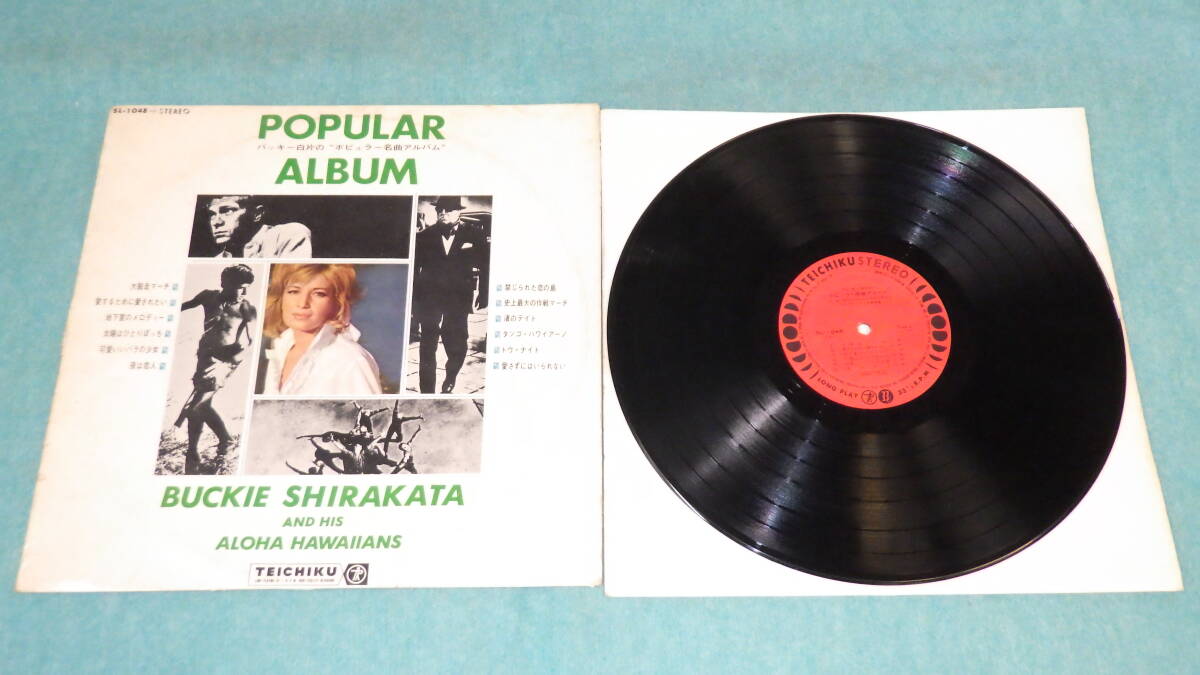 SL-1048 STEREO
POPULAR
バッキー白片の "ポピュラー名曲アルバム"
ALBUM
大脱走マーチ
愛するために愛されたい
地下室のメロディー
太陽はひとりぼっち
可愛いいバラの少女
夜は恋人
禁じられた恋の島
史上最大の作戦マーチ
渚のデイト
タンゴ・ハワイアーノ
トゥ・ナイト
愛さずにはいられない
BUCKIE SHIRAKATA
AND HIS
ALOHA HAWAIIANS
TEICHIKU
TEICHIKU STEREO
LONG PLAY
33⅓ R.P.M.